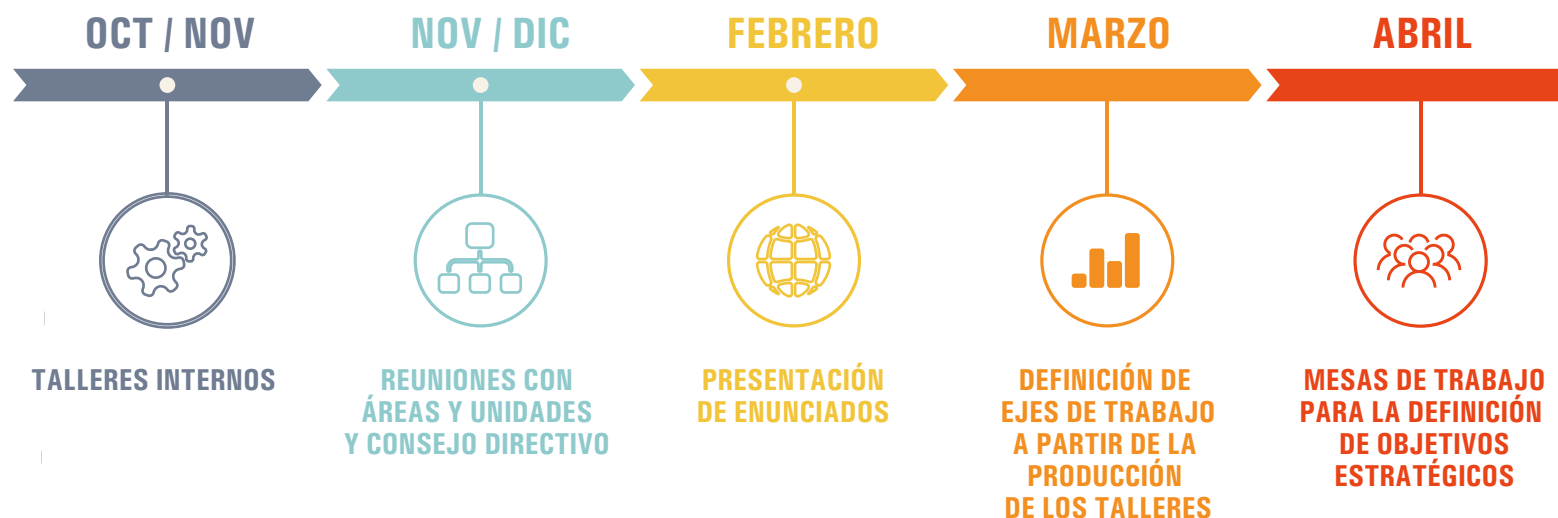 OCT / NOV
NOV / DIC
FEBRERO
MARZO
ABRIL
TALLERES INTERNOS
REUNIONES CON
ÁREAS Y UNIDADES
Y CONSEJO DIRECTIVO
PRESENTACIÓN
DE ENUNCIADOS
DEFINICIÓN DE
EJES DE TRABAJO
A PARTIR DE LA
PRODUCCIÓN
DE LOS TALLERES
MESAS DE TRABAJO
PARA LA DEFINICIÓN
DE OBJETIVOS
ESTRATÉGICOS